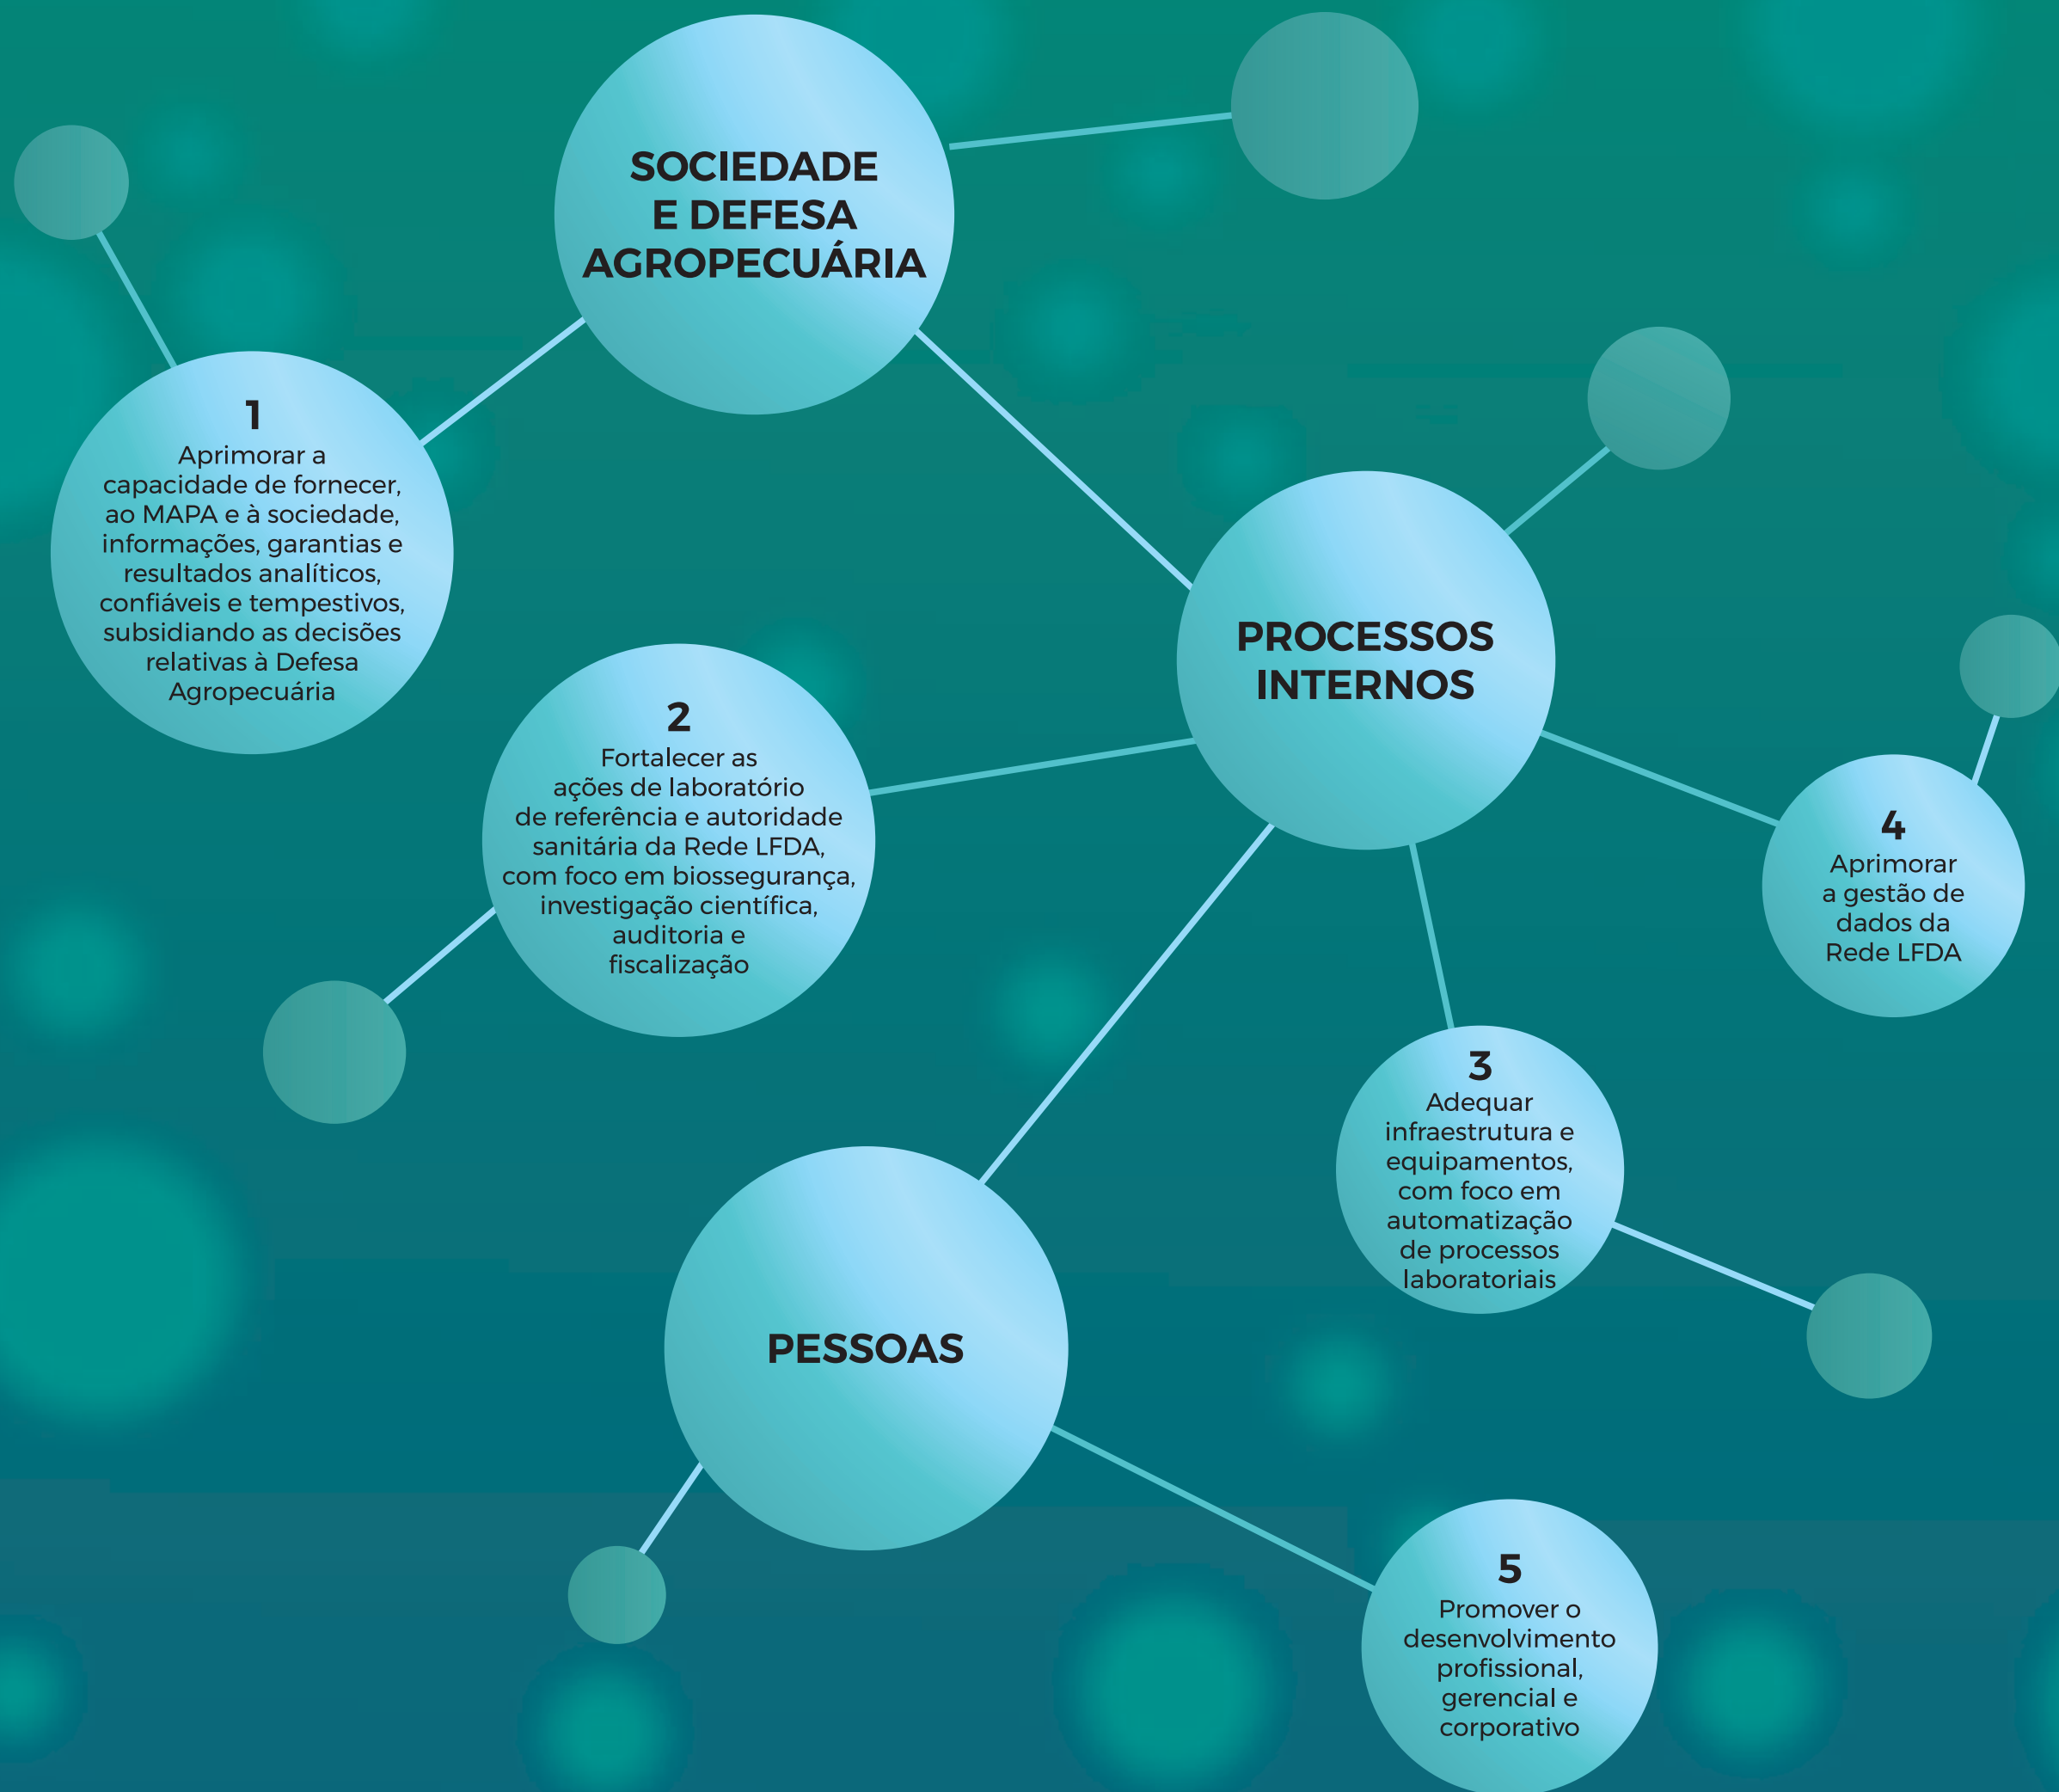 SOCIEDADE
E DEFESA
AGROPECUÁRIA
1
Aprimorar a
capacidade de fornecer,
ao MAPA e à sociedade,
informações, garantias e
resultados analíticos,
confiáveis e tempestivos,
subsidiando as decisões
relativas à Defesa
Agropecuária
PROCESSOS
INTERNOS
2
Fortalecer as
ações de laboratório
de referência e autoridade
sanitária da Rede LFDA,
com foco em biossegurança,
investigação científica,
auditoria e
fiscalização
4
Aprimorar
a gestão de
dados da
Rede LFDA
3
Adequar
infraestrutura e
equipamentos,
com foco em
automatização
de processos
laboratoriais
PESSOAS
5
Promover o
desenvolvimento
profissional,
gerencial e
corporativo